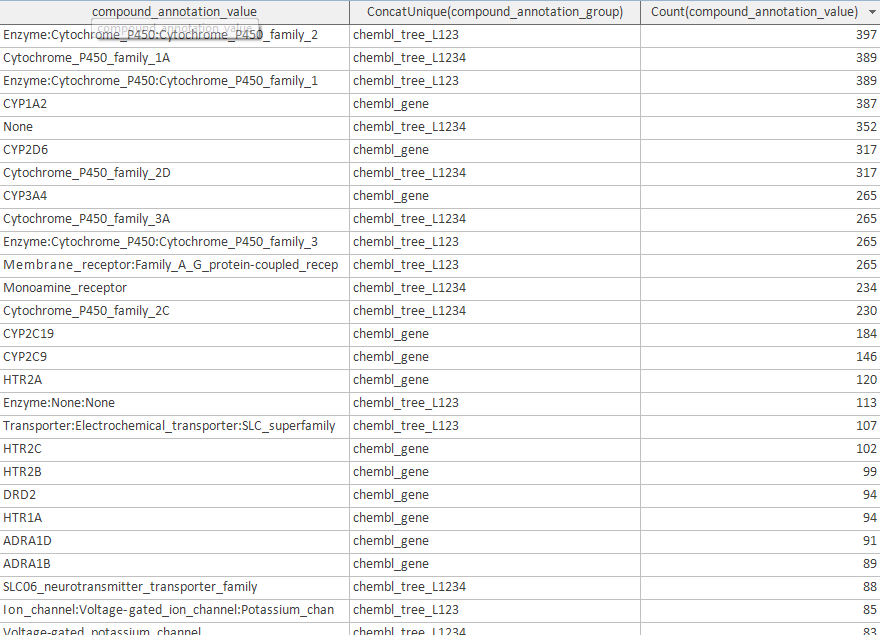 compound_annotation_value ConcatUnique(compound_annotation_group) Count(compound_annotation_value)
compound_annotation_value
Enzyme:Cytochrome_P450:Cytochrome_P450_family_2 chembl_tree_L123 397
Cytochrome_P450_family_1A chembl_tree_L1234 389
Enzyme:Cytochrome_P450:Cytochrome_P450_family_1 chembl_tree_L123 389
CYP1A2 chembl_gene 387
None chembl_tree_L1234 352
CYP2D6 chembl_gene 317
Cytochrome_P450_family_2D chembl_tree_L1234 317
CYP3A4 chembl_gene 265
Cytochrome_P450_family_3A chembl_tree_L1234 265
Enzyme:Cytochrome_P450:Cytochrome_P450_family_3 chembl_tree_L123 265
Membrane_receptor:Family_A_G_protein-coupled_recep chembl_tree_L123 265
Monoamine_receptor chembl_tree_L1234 234
Cytochrome_P450_family_2C chembl_tree_L1234 230
CYP2C19 chembl_gene 184
CYP2C9 chembl_gene 146
HTR2A chembl_gene 120
Enzyme:None:None chembl_tree_L123 113
Transporter:Electrochemical_transporter:SLC_superfamily chembl_tree_L123 107
HTR2C chembl_gene 102
HTR2B chembl_gene 99
DRD2 chembl_gene 94
HTR1A chembl_gene 94
ADRA1D chembl_gene 91
ADRA1B chembl_gene 89
SLC06_neurotransmitter_transporter_family chembl_tree_L1234 88
Ion_channel:Voltage-gated_ion_channel:Potassium_chan chembl_tree_L123 85
Voltage-gated_potassium_channel chembl_tree_L1234 83